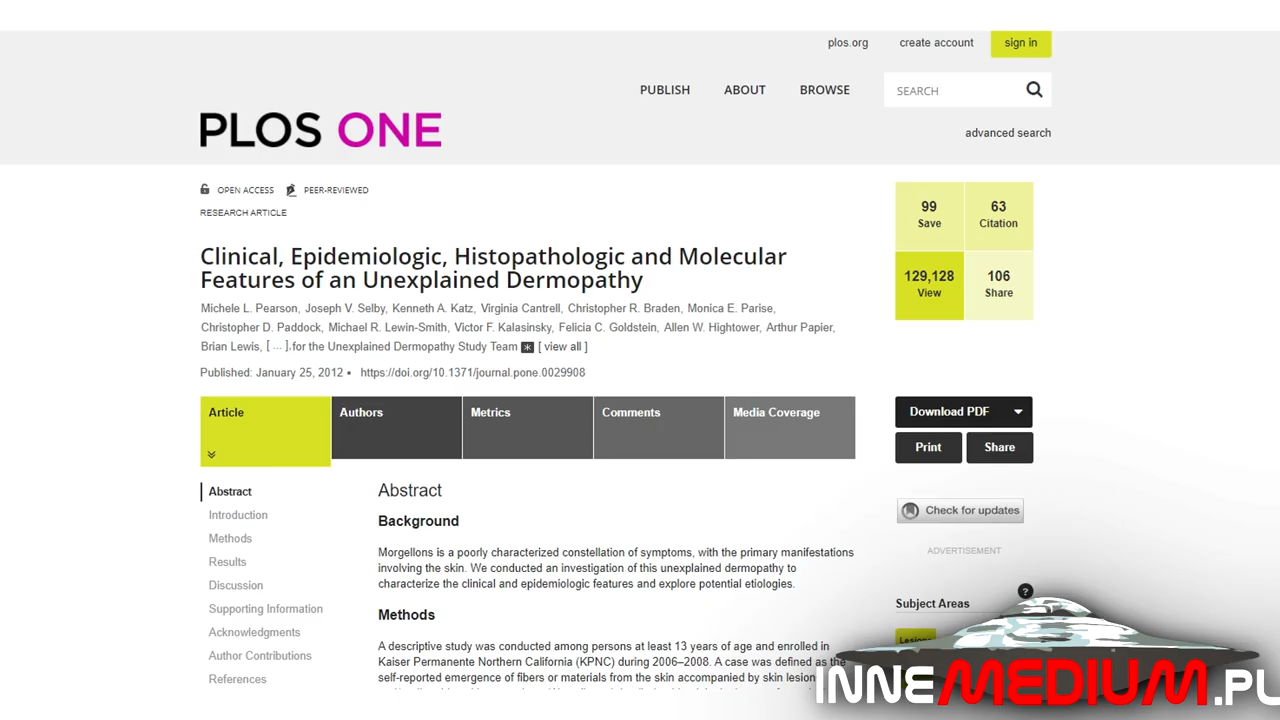 plos.org create account sign in
PUBLISH ABOUT BROWSE SEARCH
advanced search
PLOS ONE
OPEN ACCESS PEER-REVIEWED
RESEARCH ARTICLE
99 Save
63 Citation
129,128 View
106 Share
Clinical, Epidemiologic, Histopathologic and Molecular
Features of an Unexplained Dermopathy
Michele L. Pearson, Joseph V. Selby, Kenneth A. Katz, Virginia Cantrell, Christopher R. Braden, Monica E. Parise,
Christopher D. Paddock, Michael R. Lewin-Smith, Victor F. Kalasinsky, Felicia C. Goldstein, Allen W. Hightower, Arthur Papier,
Brian Lewis, [ ... ], for the Unexplained Dermopathy Study Team [ view all ]
Published: January 25, 2012 • https://doi.org/10.1371/journal.pone.0029908
Article Authors Metrics Comments Media Coverage
Download PDF
Print Share
Abstract
Introduction
Methods
Results
Discussion
Supporting Information
Acknowledgments
Author Contributions
References
Abstract
Background
Morgellons is a poorly characterized constellation of symptoms, with the primary manifestations
involving the skin. We conducted an investigation of this unexplained dermopathy to
characterize the clinical and epidemiologic features and explore potential etiologies.
Methods
A descriptive study was conducted among persons at least 13 years of age and enrolled in
Kaiser Permanente Northern California (KPNC) during 2006–2008. A case was defined as the
self-reported emergence of fibers or materials from the skin accompanied by skin lesion
Check for updates
ADVERTISEMENT
?
Subject Areas
INNEMEDIUM.PL